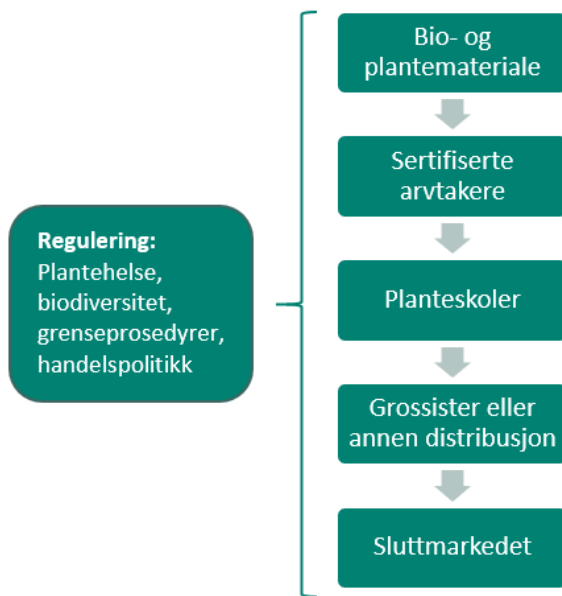 Regulering:
Plantehelse,
biodiversitet,
grenseprosedyrer,
handelspolitikk
Bio- og
plantemateriale
Sertifiserte
arvtakere
Planteskoler
Grossister eller
annen distribusjon
Sluttmarkedet